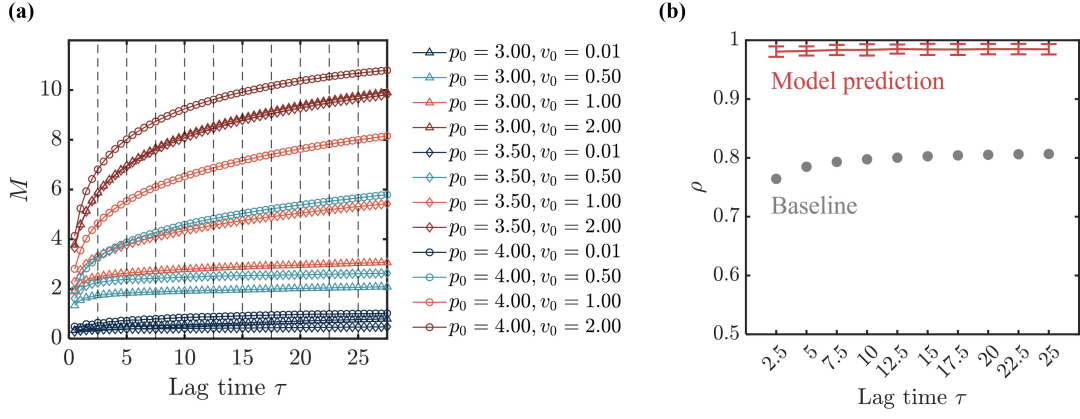 (a)
M
10
8
6
4
2
0
0 5 10 15 20 25
Lag time τ
p₀ = 3.00, v₀ = 0.01
p₀ = 3.00, v₀ = 0.50
p₀ = 3.00, v₀ = 1.00
p₀ = 3.00, v₀ = 2.00
p₀ = 3.50, v₀ = 0.01
p₀ = 3.50, v₀ = 0.50
p₀ = 3.50, v₀ = 1.00
p₀ = 3.50, v₀ = 2.00
p₀ = 4.00, v₀ = 0.01
p₀ = 4.00, v₀ = 0.50
p₀ = 4.00, v₀ = 1.00
p₀ = 4.00, v₀ = 2.00
(b)
ρ
1
0.9
0.8
0.7
0.6
0.5
Model prediction
Baseline
2.5 5 7.5 10 12.5 15 17.5 20 22.5 25
Lag time τ